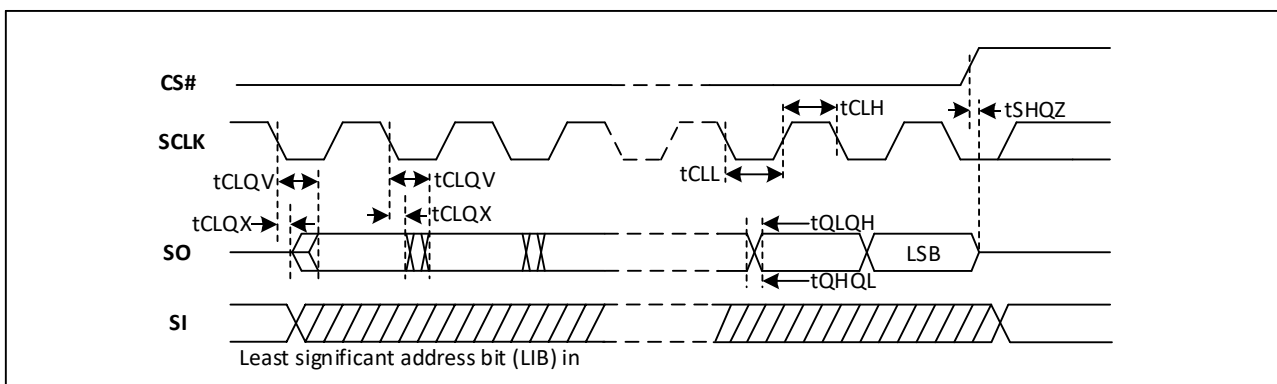 CS#
tSHQZ
tCLH
SCLK
tCLL
tCLQV
tCLQV
tCLQX
tCLQX
tQLQH
SO
LSB
tQHQL
SI
Least significant address bit (LIB) in